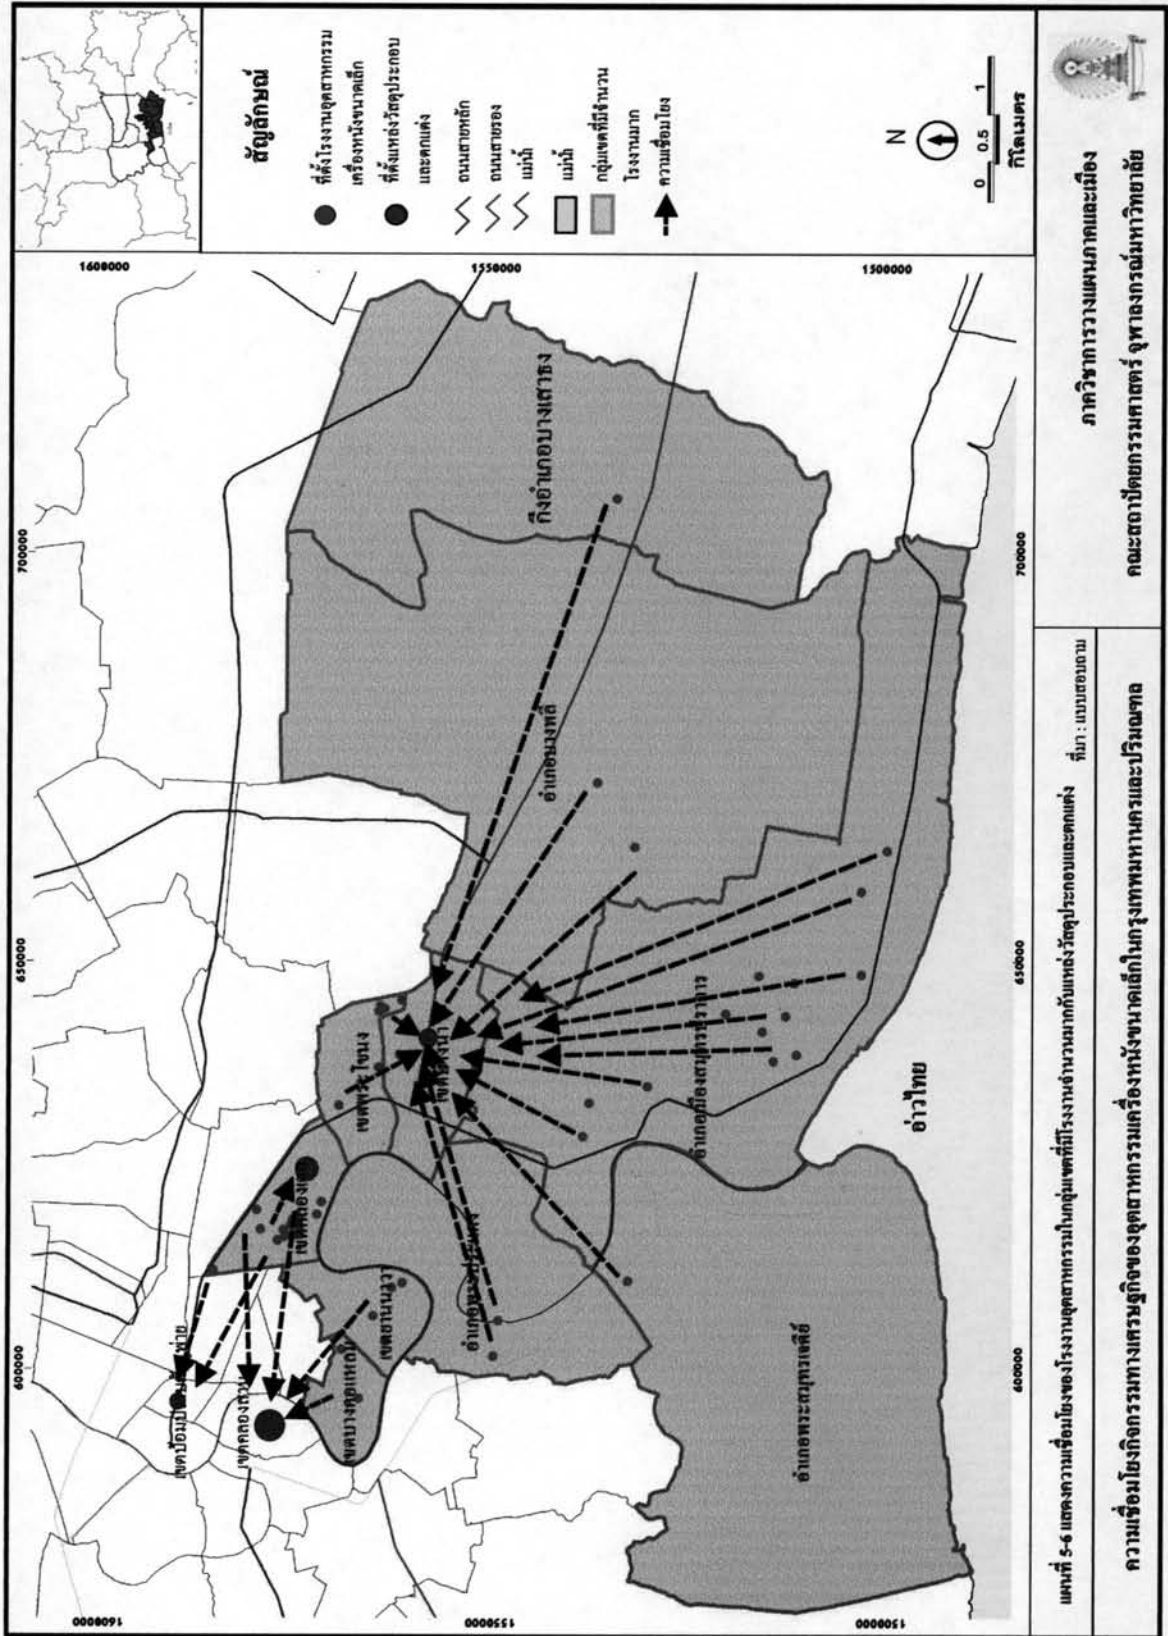 สัญลักษณ์
ที่ตั้งโรงงานอุตสาหกรรม
เครื่องหนังขนาดเล็ก
ที่ตั้งแหล่งวัสดุประกอบ
และตกแต่ง
ถนนสายหลัก
ถนนสายรอง
แม่น้ำ
แม่น้ำ
กลุ่มเขตที่มีจำนวน
โรงงานมาก
ความเชื่อมโยง
N
0 0.5 1
กิโลเมตร
1600000
1550000
1500000
700000
650000
600000
700000
650000
600000
1600000
1550000
1500000
กิ่งอำเภอบางเสาธง
อำเภอบางพลี
เขตพระโขนง
เขตบางนา
อำเภอเมืองสมุทรปราการ
อ่าวไทย
เขตคลองเตย
เขตยานนาวา
เขตบางคอแหลม
อำเภอพระประแดง
อำเภอพระสมุทรเจดีย์
แผนที่ 5-6 แสดงความเชื่อมโยงของโรงงานอุตสาหกรรมในกลุ่มเขตที่มีโรงงานจำนวนมากกับแหล่งวัสดุประกอบและตกแต่ง
ที่มา : แบบสอบถาม
ความเชื่อมโยงกิจกรรมทางเศรษฐกิจของอุตสาหกรรมเครื่องหนังขนาดเล็กในกรุงเทพมหานครและปริมณฑล
ภาควิชาการวางแผนภาคและเมือง
คณะสถาปัตยกรรมศาสตร์ จุฬาลงกรณ์มหาวิทยาลัย